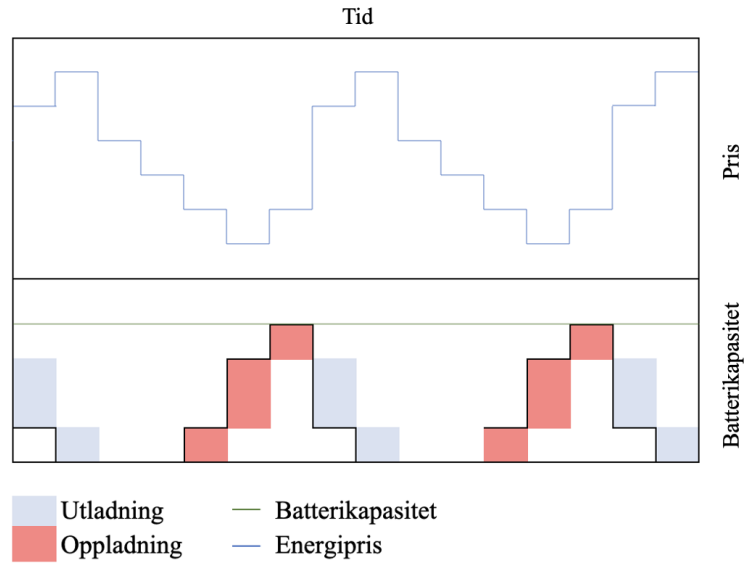 Tid
Pris
Batterikapasitet
Utladning
Oppladning
Batterikapasitet
Energipris